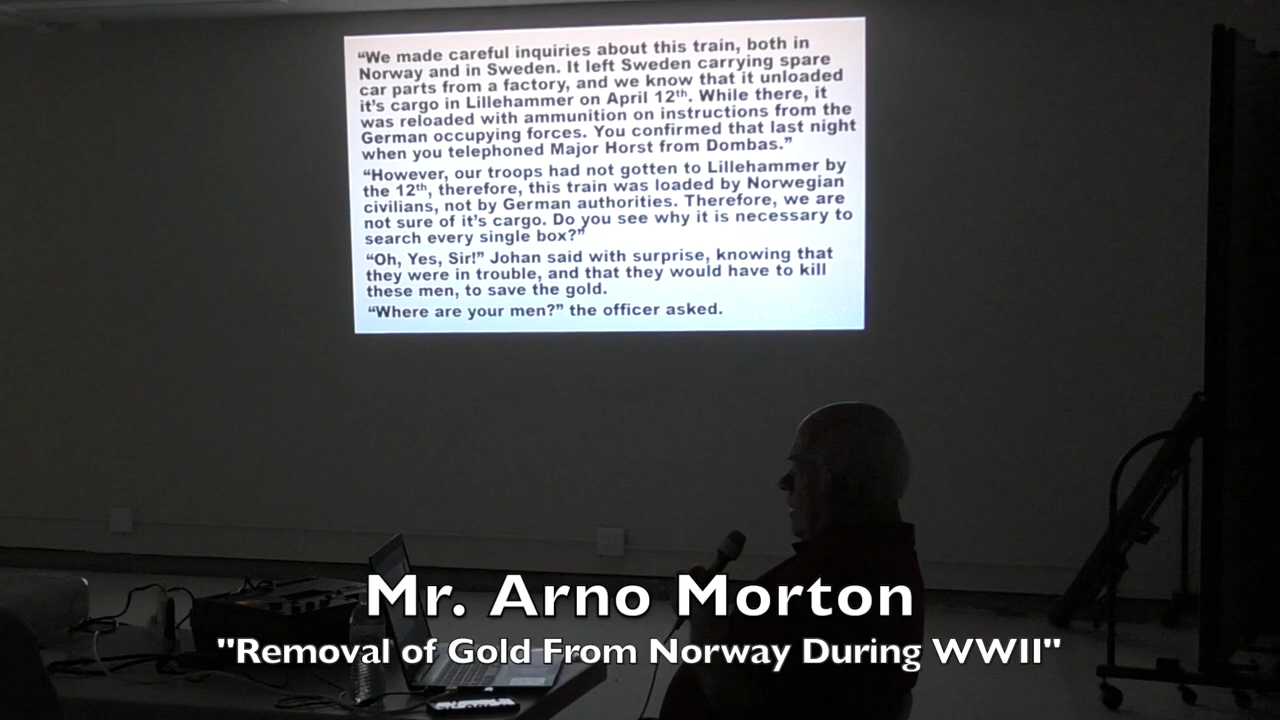 “We made careful inquiries about this train, both in
Norway and in Sweden. It left Sweden carrying spare
car parts from a factory, and we know that it unloaded
it’s cargo in Lillehammer on April 12th. While there, it
was reloaded with ammunition on instructions from the
German occupying forces. You confirmed that last night
when you telephoned Major Horst from Dombas.”
“However, our troops had not gotten to Lillehammer by
the 12th, therefore, this train was loaded by Norwegian
civilians, not by German authorities. Therefore, we are
not sure of it’s cargo. Do you see why it is necessary to
search every single box?”
“Oh, Yes, Sir!” Johan said with surprise, knowing that
they were in trouble, and that they would have to kill
these men, to save the gold.
“Where are your men?” the officer asked.
Mr. Arno Morton
"Removal of Gold From Norway During WWII"